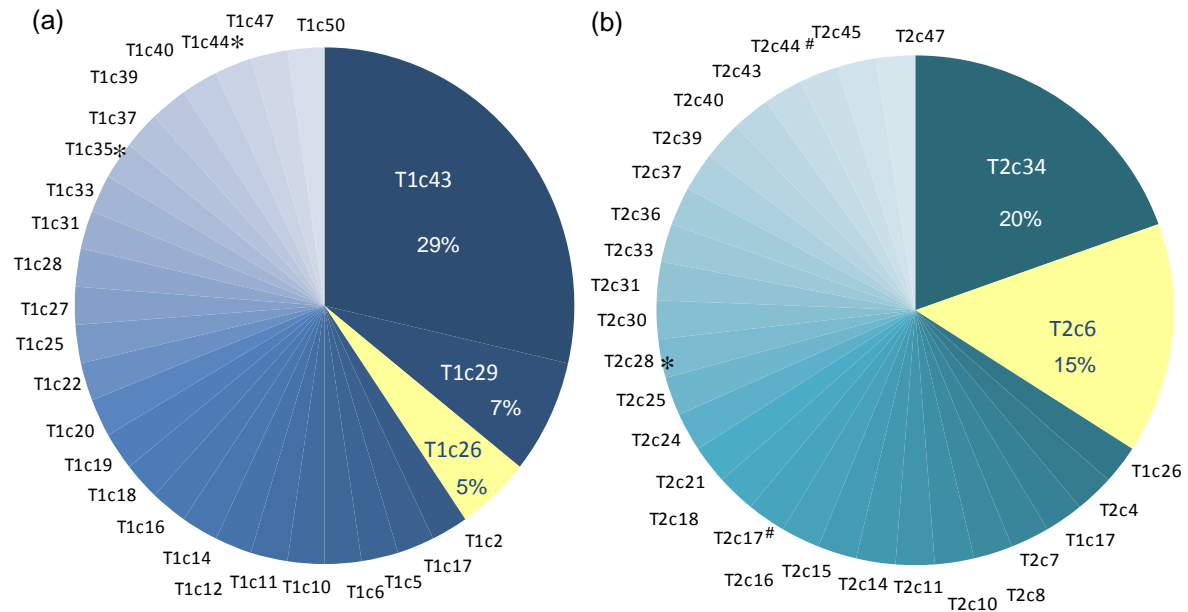 (a)
T1c43
29%
T1c29
7%
T1c26
5%
T1c2
T1c17
T1c5
T1c6
T1c10
T1c11
T1c12
T1c14
T1c16
T1c18
T1c19
T1c20
T1c22
T1c25
T1c27
T1c28
T1c31
T1c33
T1c35*
T1c37
T1c39
T1c40
T1c44*
T1c47
T1c50
(b)
T2c34
20%
T2c6
15%
T1c26
T2c4
T1c17
T2c7
T2c8
T2c10
T2c11
T2c14
T2c15
T2c16
T2c17#
T2c18
T2c21
T2c24
T2c25
T2c28 *
T2c30
T2c31
T2c33
T2c36
T2c37
T2c39
T2c40
T2c43
T2c44 #
T2c45
T2c47